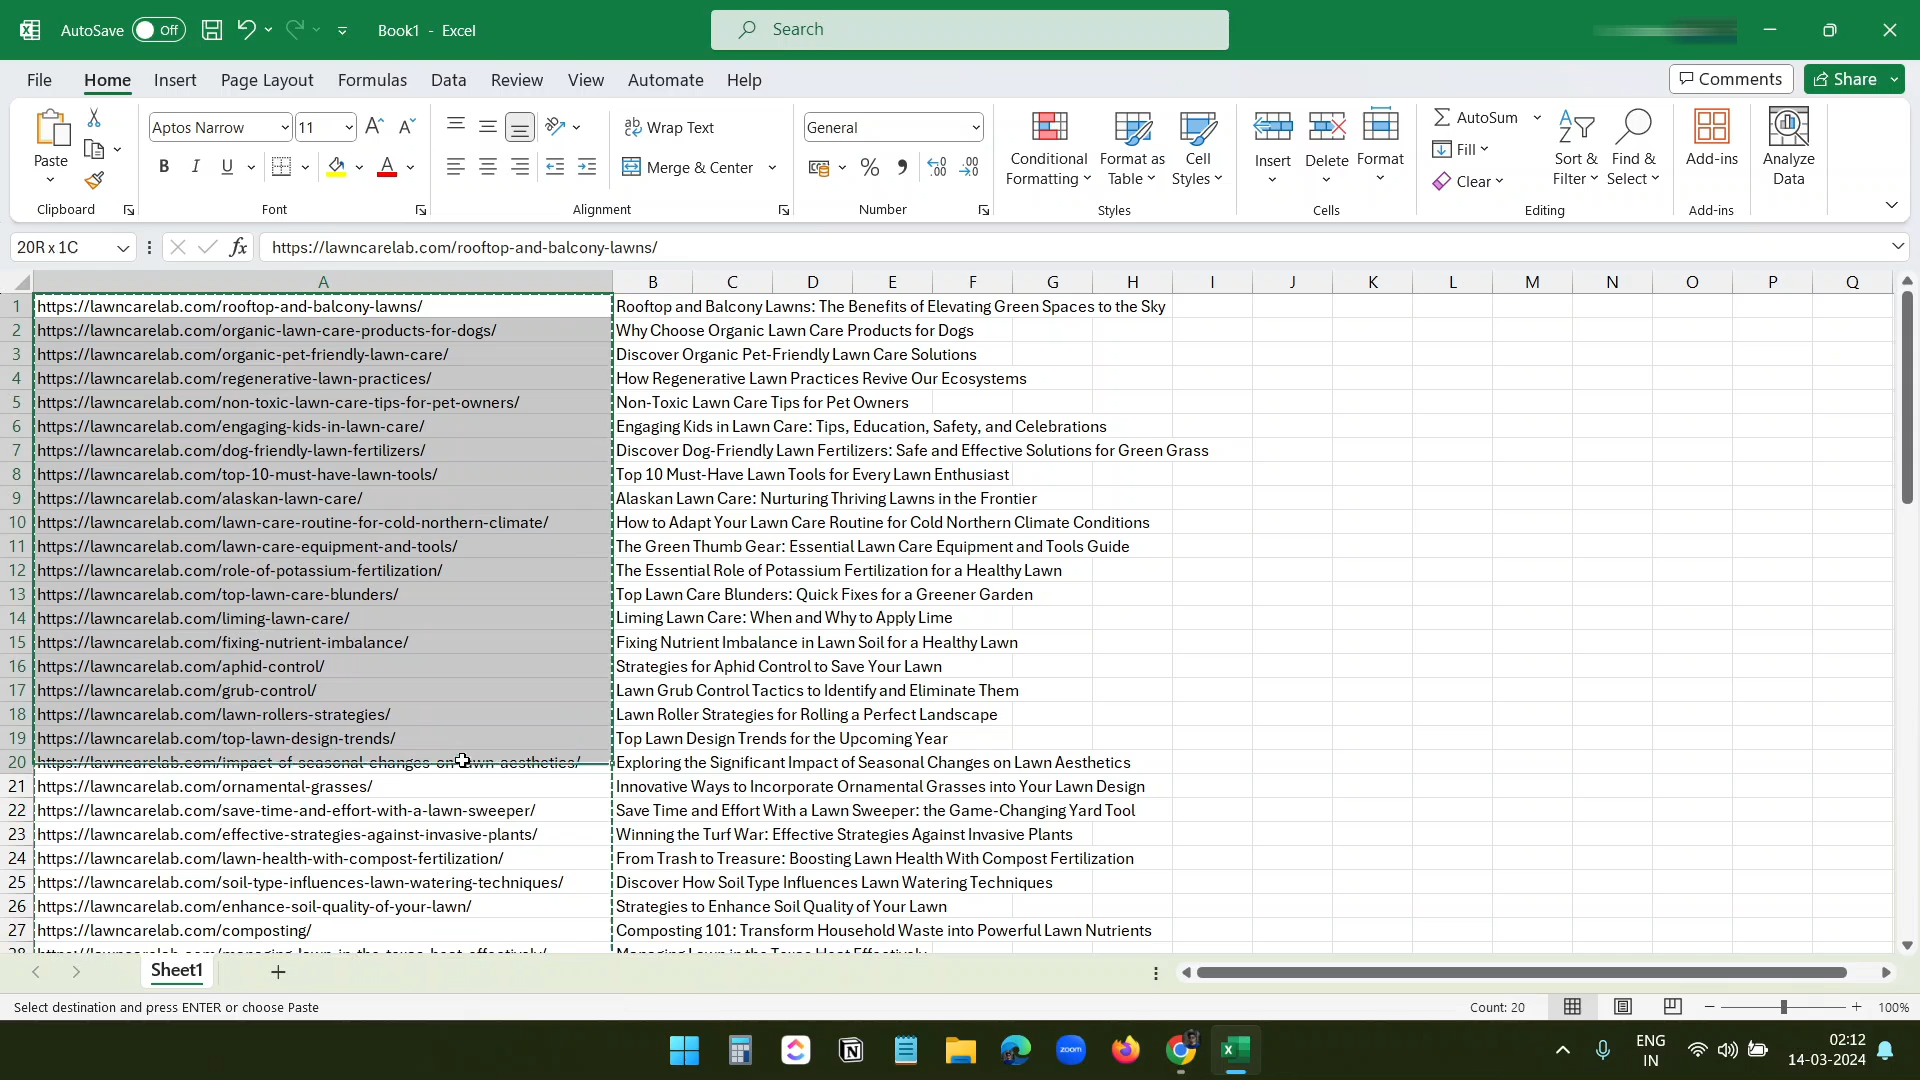 AutoSave Off Book1 - Excel Search
File Home Insert Page Layout Formulas Data Review View Automate Help Comments Share
Paste Aptos Narrow 11 Wrap Text General Conditional Formatting Format as Table Cell Styles Insert Delete Format AutoSum Sort & Filter Find & Select Add-ins Analyze Data
B I U Merge & Center % Fill
Clear
Clipboard Font Alignment Number Styles Cells Editing Add-ins
20R x 1C fx https://lawncarelab.com/rooftop-and-balcony-lawns/
A B C D E F G H I J K L M N O P Q
1 https://lawncarelab.com/rooftop-and-balcony-lawns/ Rooftop and Balcony Lawns: The Benefits of Elevating Green Spaces to the Sky
2 https://lawncarelab.com/organic-lawn-care-products-for-dogs/ Why Choose Organic Lawn Care Products for Dogs
3 https://lawncarelab.com/organic-pet-friendly-lawn-care/ Discover Organic Pet-Friendly Lawn Care Solutions
4 https://lawncarelab.com/regenerative-lawn-practices/ How Regenerative Lawn Practices Revive Our Ecosystems
5 https://lawncarelab.com/non-toxic-lawn-care-tips-for-pet-owners/ Non-Toxic Lawn Care Tips for Pet Owners
6 https://lawncarelab.com/engaging-kids-in-lawn-care/ Engaging Kids in Lawn Care: Tips, Education, Safety, and Celebrations
7 https://lawncarelab.com/dog-friendly-lawn-fertilizers/ Discover Dog-Friendly Lawn Fertilizers: Safe and Effective Solutions for Green Grass
8 https://lawncarelab.com/top-10-must-have-lawn-tools/ Top 10 Must-Have Lawn Tools for Every Lawn Enthusiast
9 https://lawncarelab.com/alaskan-lawn-care/ Alaskan Lawn Care: Nurturing Thriving Lawns in the Frontier
10 https://lawncarelab.com/lawn-care-routine-for-cold-northern-climate/ How to Adapt Your Lawn Care Routine for Cold Northern Climate Conditions
11 https://lawncarelab.com/lawn-care-equipment-and-tools/ The Green Thumb Gear: Essential Lawn Care Equipment and Tools Guide
12 https://lawncarelab.com/role-of-potassium-fertilization/ The Essential Role of Potassium Fertilization for a Healthy Lawn
13 https://lawncarelab.com/top-lawn-care-blunders/ Top Lawn Care Blunders: Quick Fixes for a Greener Garden
14 https://lawncarelab.com/liming-lawn-care/ Liming Lawn Care: When and Why to Apply Lime
15 https://lawncarelab.com/fixing-nutrient-imbalance/ Fixing Nutrient Imbalance in Lawn Soil for a Healthy Lawn
16 https://lawncarelab.com/aphid-control/ Strategies for Aphid Control to Save Your Lawn
17 https://lawncarelab.com/grub-control/ Lawn Grub Control Tactics to Identify and Eliminate Them
18 https://lawncarelab.com/lawn-rollers-strategies/ Lawn Roller Strategies for Rolling a Perfect Landscape
19 https://lawncarelab.com/top-lawn-design-trends/ Top Lawn Design Trends for the Upcoming Year
20 https://lawncarelab.com/impact-of-seasonal-changes-on-lawn-aesthetics/ Exploring the Significant Impact of Seasonal Changes on Lawn Aesthetics
21 https://lawncarelab.com/ornamental-grasses/ Innovative Ways to Incorporate Ornamental Grasses into Your Lawn Design
22 https://lawncarelab.com/save-time-and-effort-with-a-lawn-sweeper/ Save Time and Effort With a Lawn Sweeper: the Game-Changing Yard Tool
23 https://lawncarelab.com/effective-strategies-against-invasive-plants/ Winning the Turf War: Effective Strategies Against Invasive Plants
24 https://lawncarelab.com/lawn-health-with-compost-fertilization/ From Trash to Treasure: Boosting Lawn Health With Compost Fertilization
25 https://lawncarelab.com/soil-type-influences-lawn-watering-techniques/ Discover How Soil Type Influences Lawn Watering Techniques
26 https://lawncarelab.com/enhance-soil-quality-of-your-lawn/ Strategies to Enhance Soil Quality of Your Lawn
27 https://lawncarelab.com/composting/ Composting 101: Transform Household Waste into Powerful Lawn Nutrients
28 https://lawncarelab.com/managing-lawn-in-the-texas-heat-effectively/ Managing Lawn in the Texas Heat Effectively
Sheet1
Select destination and press ENTER or choose Paste Count: 20 100%
zoom ENG 02:12
IN 14-03-2024